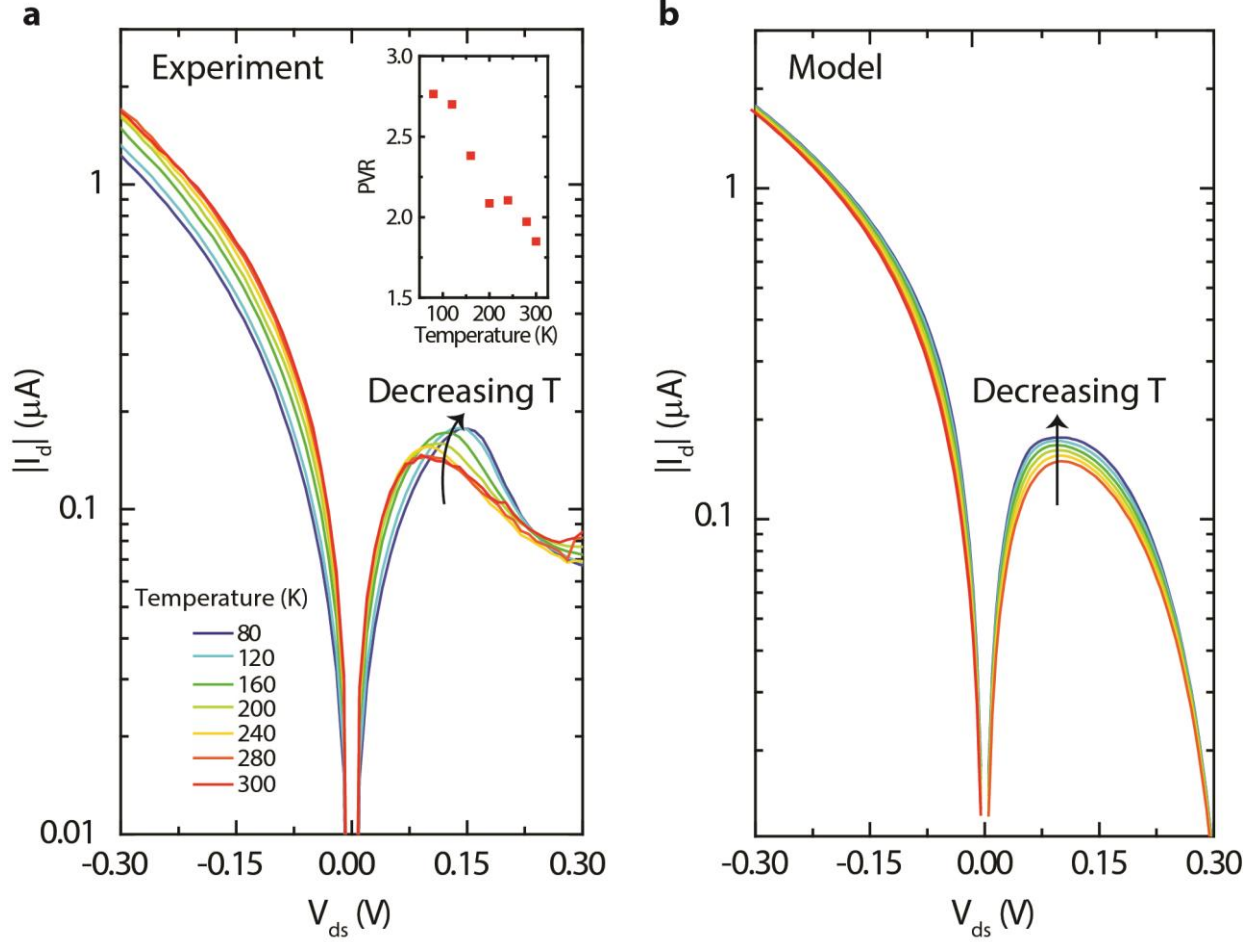 a
Experiment
3.0
2.5
2.0
1.5
PVR
100 200 300
Temperature (K)
1
0.1
0.01
|I_d| (μA)
Decreasing T
Temperature (K)
80
120
160
200
240
280
300
-0.30 -0.15 0.00 0.15 0.30
V_ds (V)
b
Model
1
0.1
|I_d| (μA)
Decreasing T
-0.30 -0.15 0.00 0.15 0.30
V_ds (V)